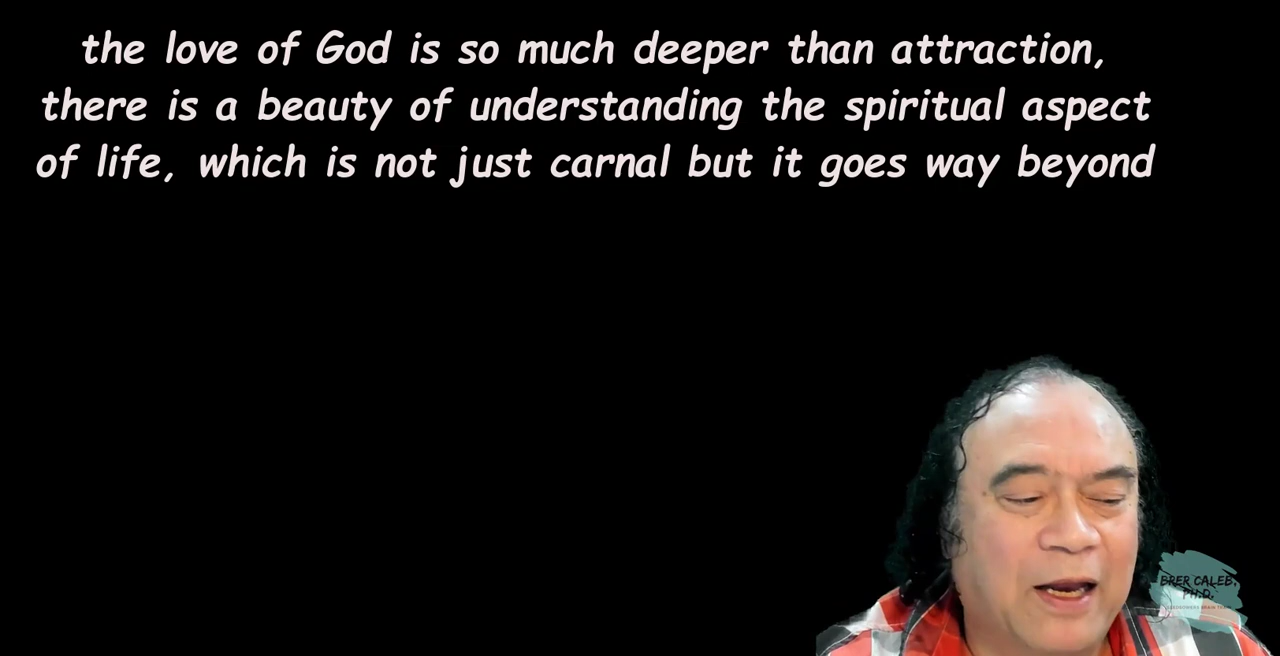 the love of God is so much deeper than attraction,
there is a beauty of understanding the spiritual aspect
of life, which is not just carnal but it goes way beyond
BRER CALEB,
PH.D.